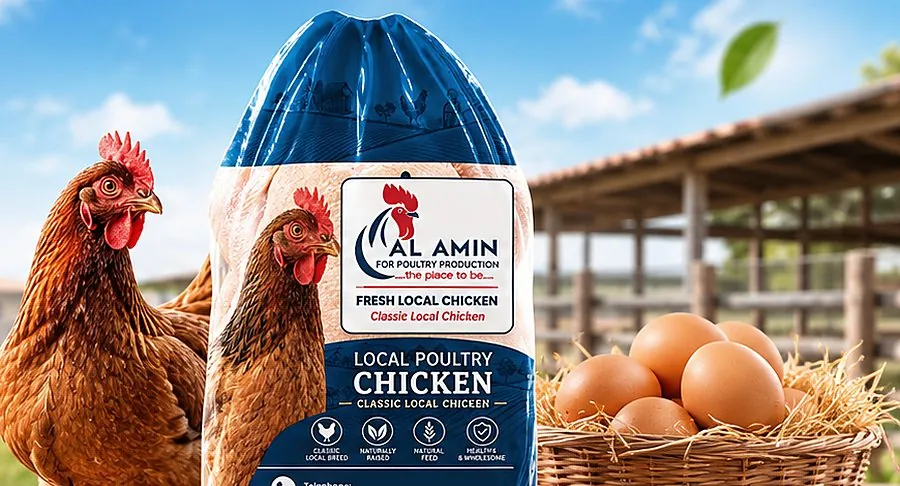 AL AMIN
FOR POULTRY PRODUCTION
....the place to be....
FRESH LOCAL CHICKEN
Classic Local Chicken
LOCAL POULTRY
CHICKEN
CLASSIC LOCAL CHICEEN
CLASSIC
LOCAL BREED
NATURALLY
RAISED
NATURAL
FEED
& WHOLESOME
Telephone: